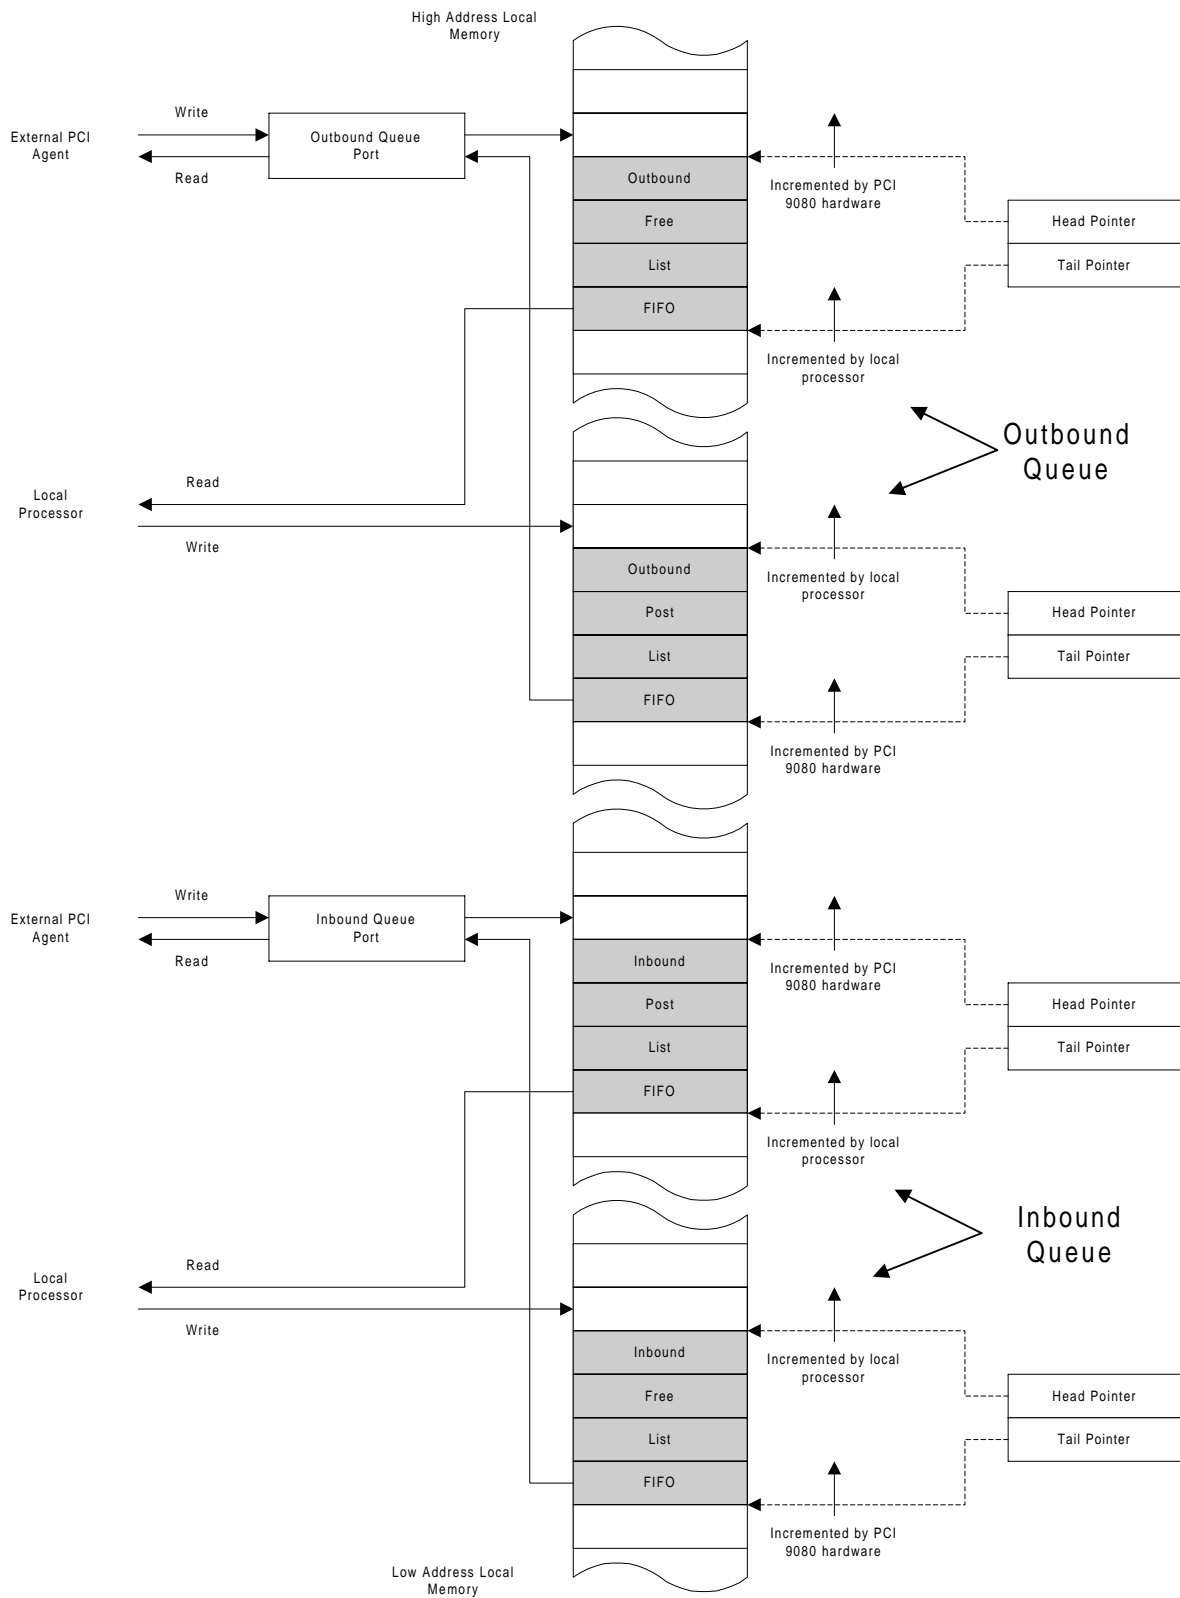 High Address Local
Memory
Write
External PCI
Agent
Outbound Queue
Port
Read
Outbound
Free
List
FIFO
Incremented by PCI
9080 hardware
Head Pointer
Tail Pointer
Incremented by local
processor
Outbound
Queue
Read
Local
Processor
Write
Outbound
Post
List
FIFO
Incremented by local
processor
Head Pointer
Tail Pointer
Incremented by PCI
9080 hardware
Write
External PCI
Agent
Inbound Queue
Port
Read
Inbound
Post
List
FIFO
Incremented by PCI
9080 hardware
Head Pointer
Tail Pointer
Incremented by local
processor
Inbound
Queue
Read
Local
Processor
Write
Inbound
Free
List
FIFO
Incremented by local
processor
Head Pointer
Tail Pointer
Incremented by PCI
9080 hardware
Low Address Local
Memory